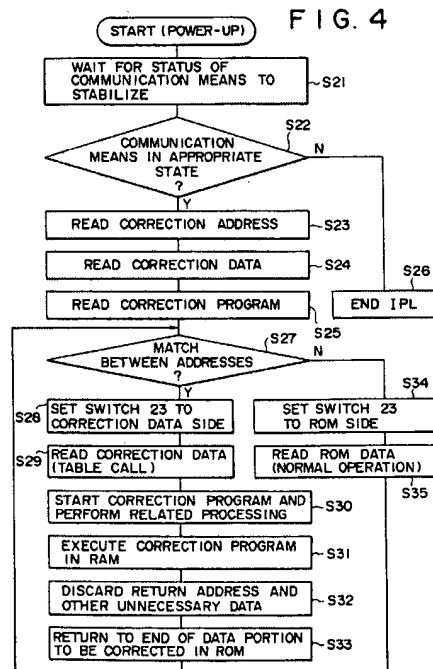 FIG. 4
START (POWER-UP)
WAIT FOR STATUS OF
COMMUNICATION MEANS TO
STABILIZE
S21
S22
COMMUNICATION
MEANS IN APPROPRIATE
STATE
?
N
Y
READ CORRECTION ADDRESS
S23
READ CORRECTION DATA
S24
S26
READ CORRECTION PROGRAM
S25
END IPL
S27
MATCH
BETWEEN ADDRESSES
?
N
Y
S34
S28
SET SWITCH 23 TO
CORRECTION DATA SIDE
SET SWITCH 23
TO ROM SIDE
S29
READ CORRECTION DATA
(TABLE CALL)
READ ROM DATA
(NORMAL OPERATION)
S35
START CORRECTION PROGRAM AND
PERFORM RELATED PROCESSING
S30
EXECUTE CORRECTION PROGRAM
IN RAM
S31
DISCARD RETURN ADDRESS AND
OTHER UNNECESSARY DATA
S32
RETURN TO END OF DATA PORTION
TO BE CORRECTED IN ROM
S33